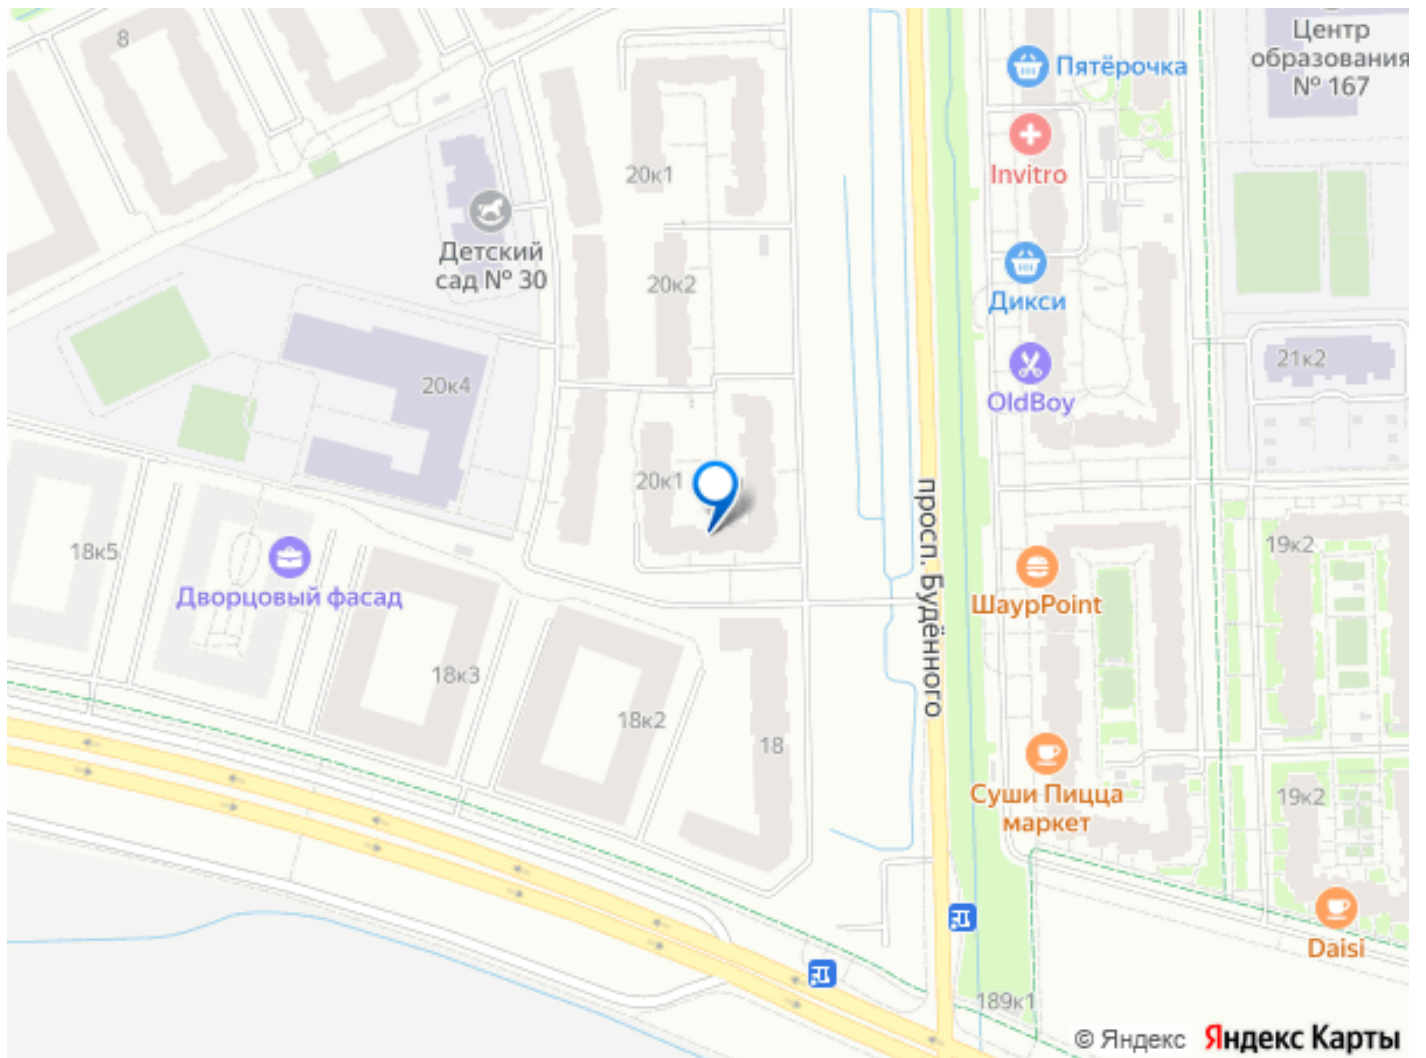 8
Центр
образования
№ 167
Пятёрочка
Invitro
20к1
Детский
сад № 30
20к2
Дикси
21к2
20к4
OldBoy
20к1
просп. Будённого
18к5
19к2
Дворцовый фасад
ШаурPoint
18к3
18к2
18
Суши Пицца
маркет
19к2
Daisi
189к1
© Яндекс Яндекс Карты